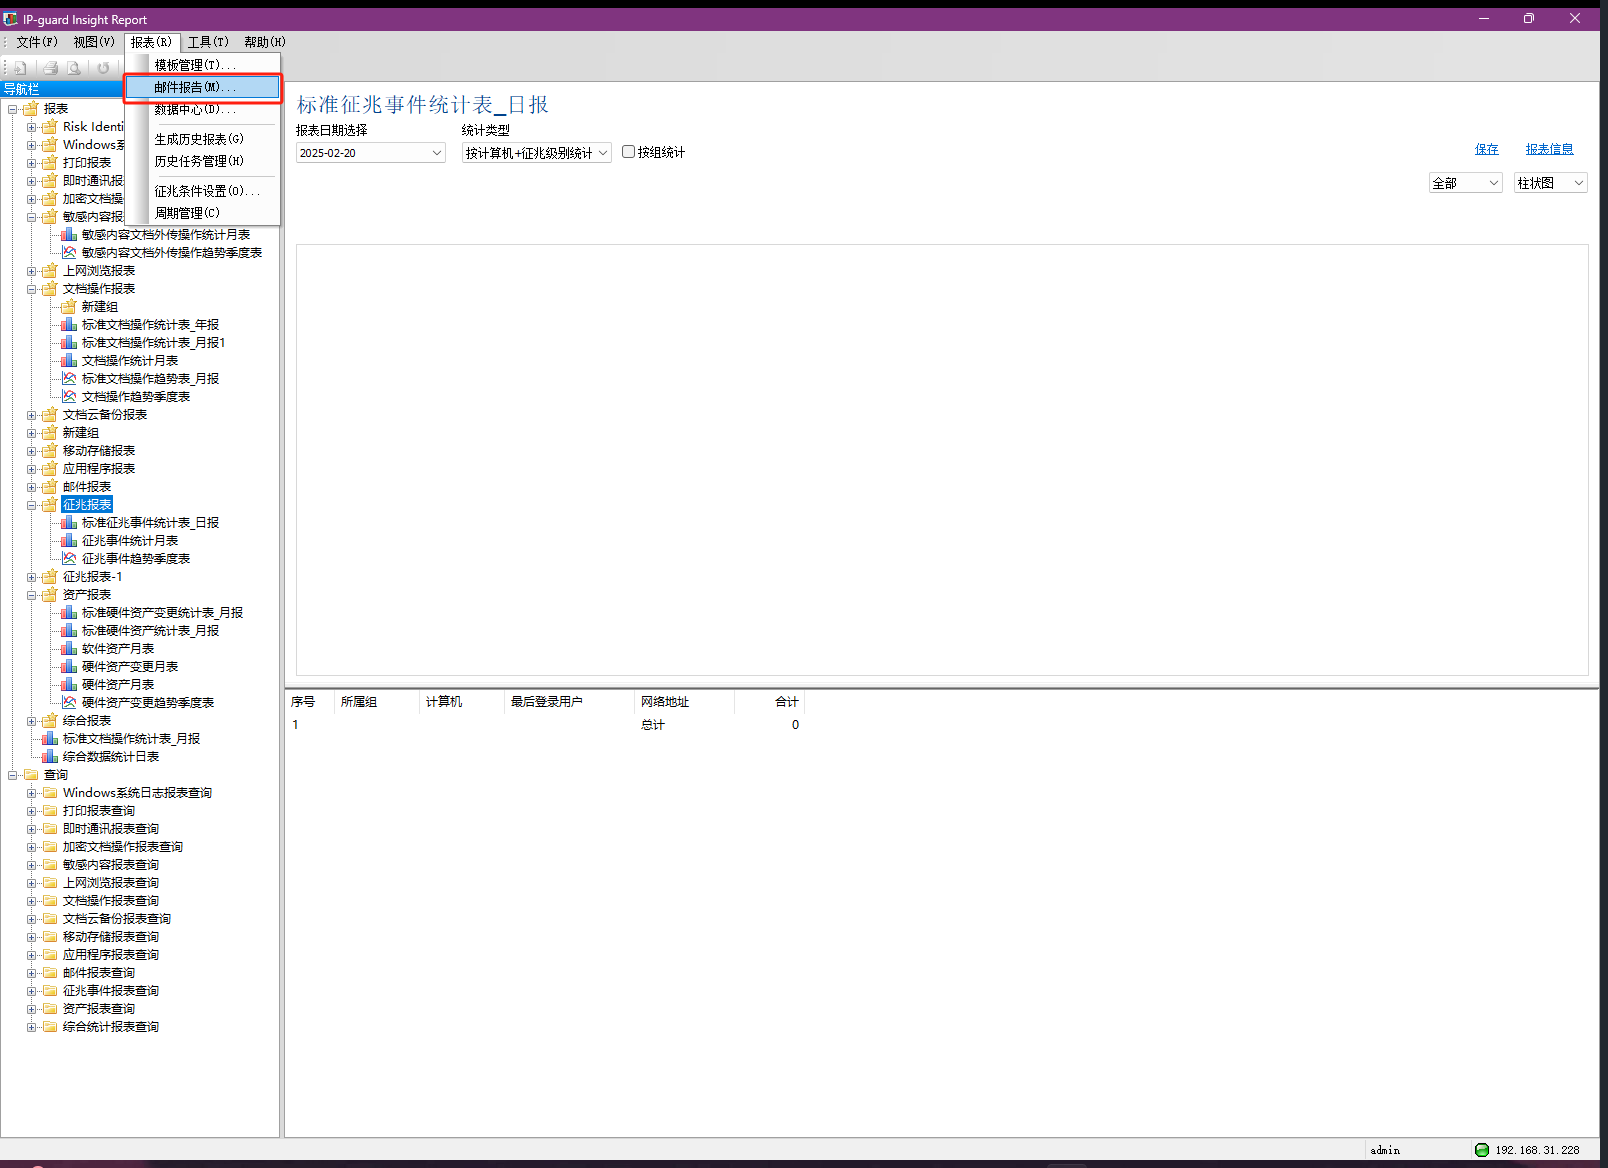 IP-guard Insight Report
文件(F) 视图(V) 报表(R) 工具(T) 帮助(H)
模板管理(T)...
邮件报告(M)...
数据中心(D)...
生成历史报表(G)
历史任务管理(H)
征兆条件设置(O)...
周期管理(C)
导航栏
报表
Risk Identi
Windows系
打印报表
即时通讯报
加密文档操
敏感内容报
敏感内容文档外传操作统计月表
敏感内容文档外传操作趋势季度表
上网浏览报表
文档操作报表
新建组
标准文档操作统计表_年报
标准文档操作统计表_月报1
文档操作统计月表
标准文档操作趋势表_月报
文档操作趋势季度表
文档云备份报表
新建组
移动存储报表
应用程序报表
邮件报表
征兆报表
标准征兆事件统计表_日报
征兆事件统计月表
征兆事件趋势季度表
征兆报表-1
资产报表
标准硬件资产变更统计表_月报
标准硬件资产统计表_月报
软件资产月表
硬件资产变更月表
硬件资产月表
硬件资产变更趋势季度表
综合报表
标准文档操作统计表_月报
综合数据统计日表
查询
Windows系统日志报表查询
打印报表查询
即时通讯报表查询
加密文档操作报表查询
敏感内容报表查询
上网浏览报表查询
文档操作报表查询
文档云备份报表查询
移动存储报表查询
应用程序报表查询
邮件报表查询
征兆事件报表查询
资产报表查询
综合统计报表查询
标准征兆事件统计表_日报
报表日期选择 统计类型
2025-02-20 按计算机+征兆级别统计 按组统计
保存 报表信息
全部 柱状图
序号 所属组 计算机 最后登录用户 网络地址 合计
1 总计 0
admin 192.168.31.228